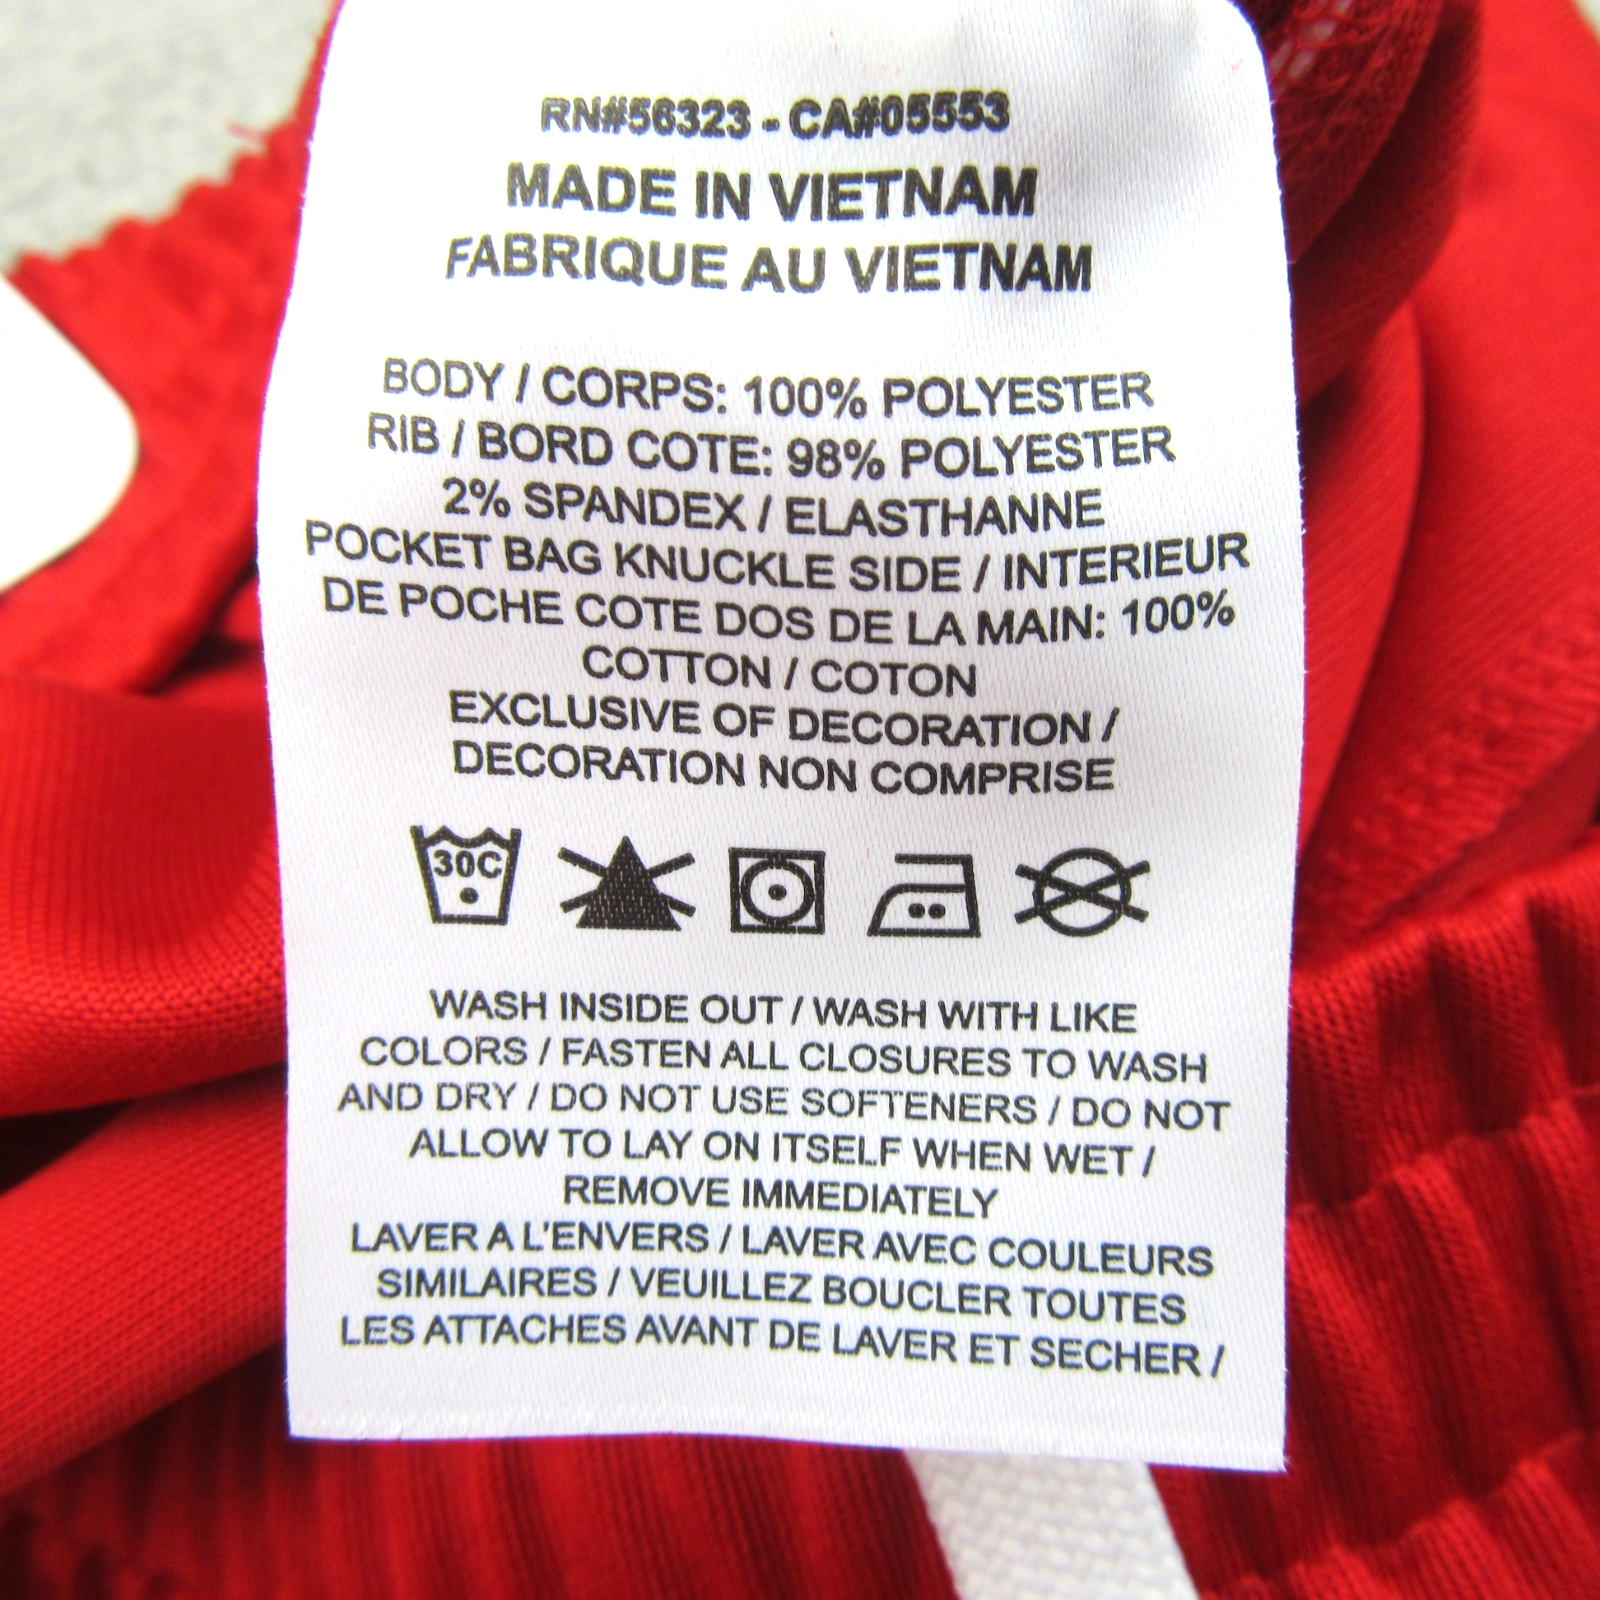 RN#56323 - CA#05553
MADE IN VIETNAM
FABRIQUE AU VIETNAM
BODY / CORPS: 100% POLYESTER
RIB / BORD COTE: 98% POLYESTER
2% SPANDEX / ELASTHANNE
POCKET BAG KNUCKLE SIDE / INTERIEUR
DE POCHE COTE DOS DE LA MAIN: 100%
COTTON / COTON
EXCLUSIVE OF DECORATION /
DECORATION NON COMPRISE
30C
WASH INSIDE OUT / WASH WITH LIKE
COLORS / FASTEN ALL CLOSURES TO WASH
AND DRY / DO NOT USE SOFTENERS / DO NOT
ALLOW TO LAY ON ITSELF WHEN WET /
REMOVE IMMEDIATELY
LAVER A L'ENVERS / LAVER AVEC COULEURS
SIMILAIRES / VEUILLEZ BOUCLER TOUTES
LES ATTACHES AVANT DE LAVER ET SECHER /